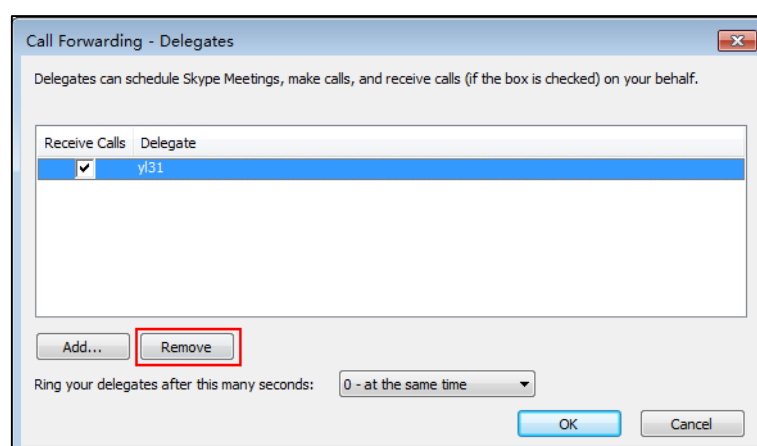 Call Forwarding - Delegates
Delegates can schedule Skype Meetings, make calls, and receive calls (if the box is checked) on your behalf.
Receive Calls Delegate
yl31
Add... Remove
Ring your delegates after this many seconds: 0 - at the same time
OK Cancel